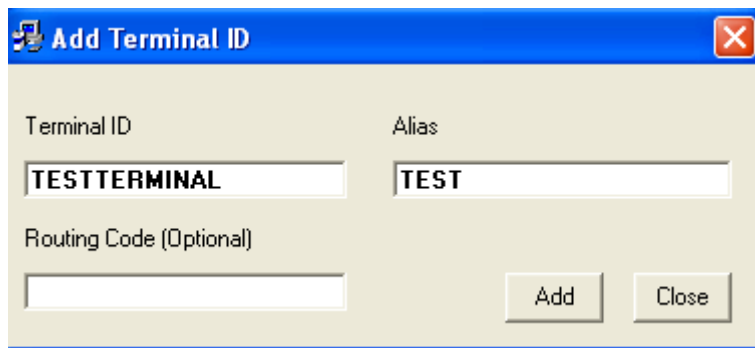 Add Terminal ID
Terminal ID Alias
TESTTERMINAL TEST
Routing Code (Optional)
Add Close